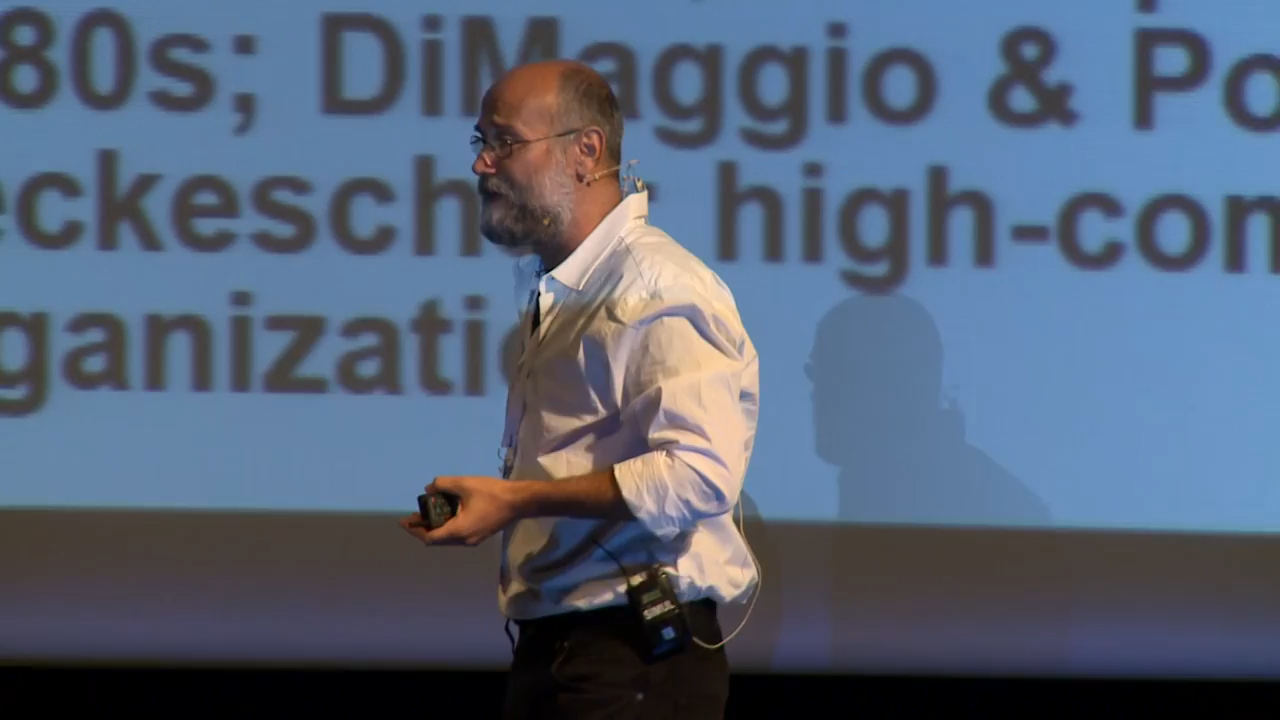 80s; DiMaggio & Po
eckesch high-con
ganizati